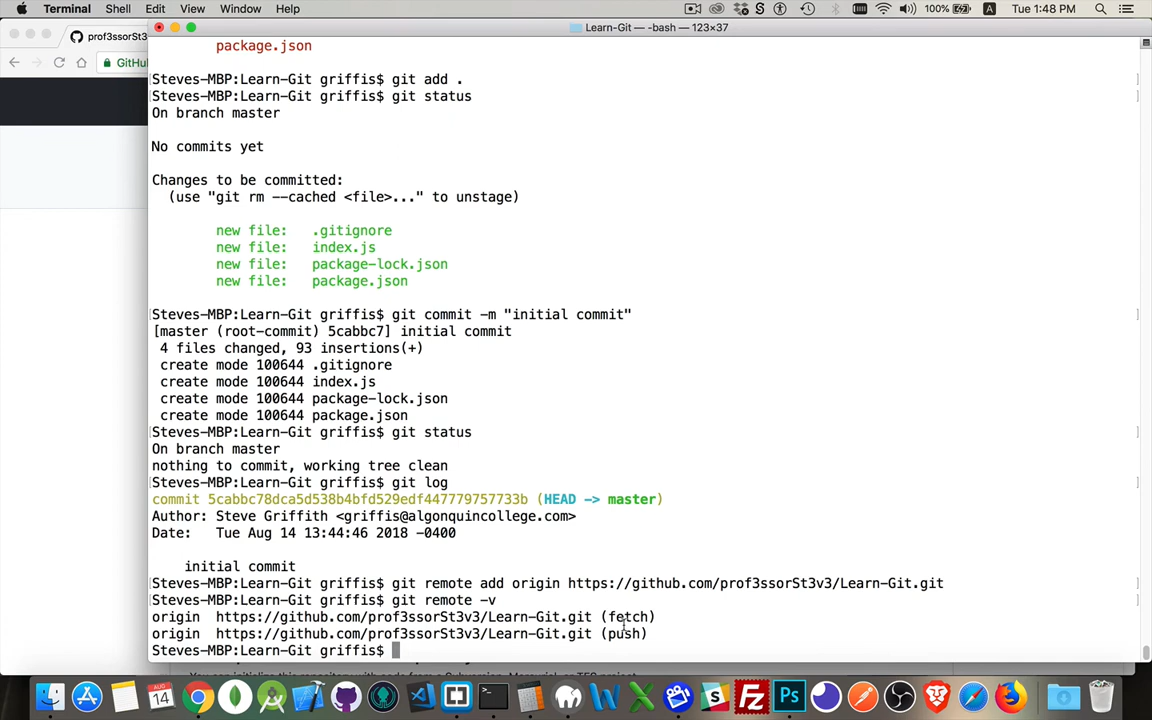 Terminal Shell Edit View Window Help 100% Tue 1:48 PM
Learn-Git — -bash — 123×37
prof3ssorSt3
GitHu
package.json
Steves-MBP:Learn-Git griffis$ git add .
Steves-MBP:Learn-Git griffis$ git status
On branch master
No commits yet
Changes to be committed:
(use "git rm --cached <file>..." to unstage)
new file: .gitignore
new file: index.js
new file: package-lock.json
new file: package.json
Steves-MBP:Learn-Git griffis$ git commit -m "initial commit"
[master (root-commit) 5cabbc7] initial commit
4 files changed, 93 insertions(+)
create mode 100644 .gitignore
create mode 100644 index.js
create mode 100644 package-lock.json
create mode 100644 package.json
Steves-MBP:Learn-Git griffis$ git status
On branch master
nothing to commit, working tree clean
Steves-MBP:Learn-Git griffis$ git log
commit 5cabbc78dca5d538b4bfd529edf447779757733b (HEAD -> master)
Author: Steve Griffith <griffis@algonquincollege.com>
Date: Tue Aug 14 13:44:46 2018 -0400
initial commit
Steves-MBP:Learn-Git griffis$ git remote add origin https://github.com/prof3ssorSt3v3/Learn-Git.git
Steves-MBP:Learn-Git griffis$ git remote -v
origin https://github.com/prof3ssorSt3v3/Learn-Git.git (fetch)
origin https://github.com/prof3ssorSt3v3/Learn-Git.git (push)
Steves-MBP:Learn-Git griffis$